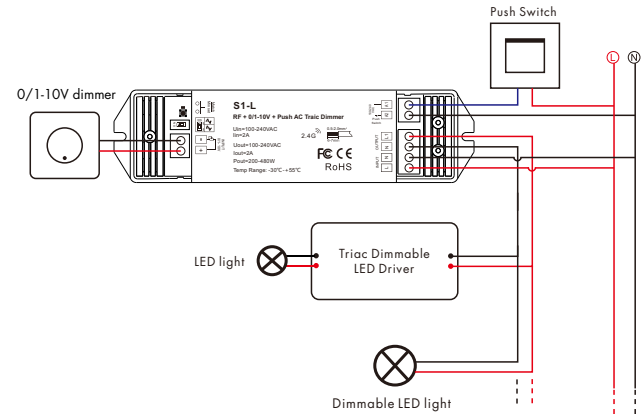 Push Switch
L N
0/1-10V dimmer
S1-L
RF + 0/1-10V + Push AC Traic Dimmer
Uin=100-240VAC
Iin=2A
Uout=100-240VAC
Iout=2A
Pout=200-480W
Temp Range: -30℃-+55℃
2.4G
FC CE
RoHS
OUTPUT
INPUT
L
N
N
L
LED light
Triac Dimmable
LED Driver
Dimmable LED light